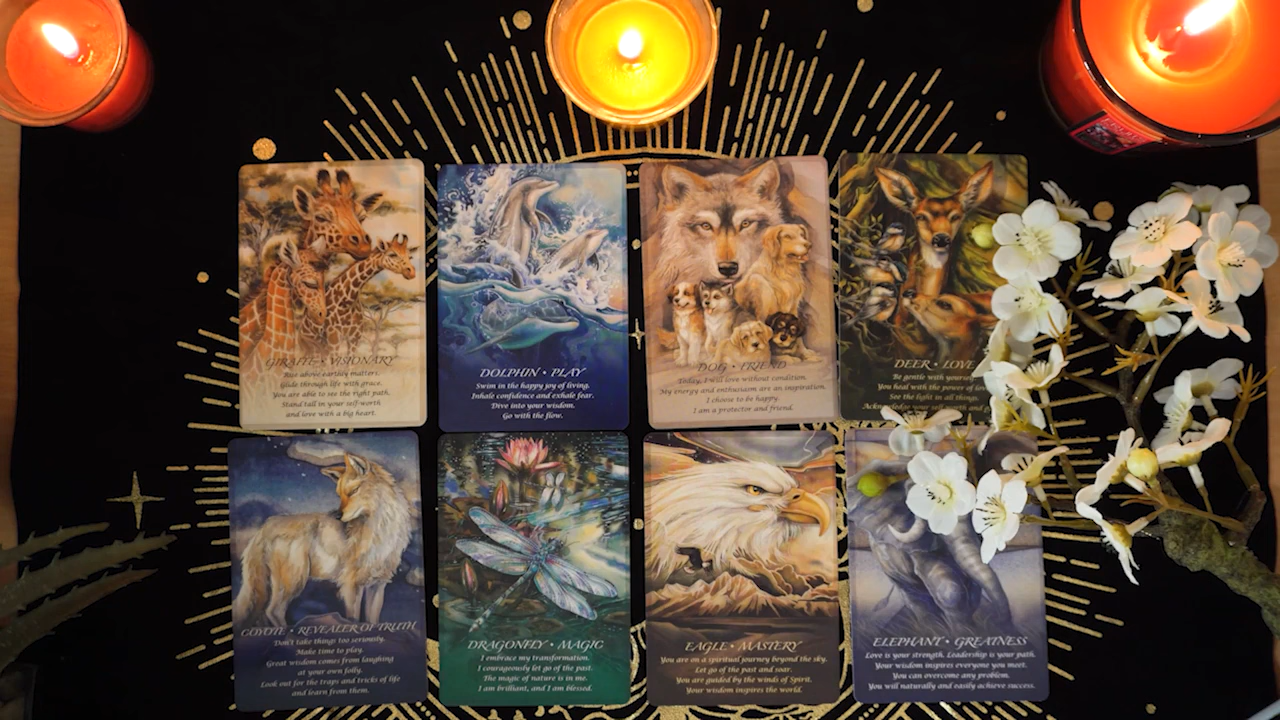 GIRAFFE • VISIONARY
Rise above earthly matters.
Glide through life with grace.
You are able to see the right path.
Stand tall in your self-worth
and love with a big heart.
DOLPHIN • PLAY
Swim in the happy joy of living.
Inhale confidence and exhale fear.
Dive into your wisdom.
Go with the flow.
DOG • FRIEND
Today, I will love without condition.
My energy and enthusiasm are an inspiration.
I choose to be happy.
I am a protector and friend.
DEER • LOVE
Be gentle with yourself.
You heal with the power of
See the light in all things.
Acknowledge your self-worth and
COYOTE • REVEALER OF TRUTH
Don't take things too seriously.
Make time to play.
Great wisdom comes from laughing
at your own folly.
Look out for the traps and tricks of life
and learn from them.
DRAGONFLY • MAGIC
I embrace my transformation.
I courageously let go of the past.
The magic of nature is in me.
I am brilliant, and I am blessed.
EAGLE • MASTERY
You are on a spiritual journey beyond the sky.
Let go of the past and soar.
You are guided by the winds of Spirit.
Your wisdom inspires the world.
ELEPHANT • GREATNESS
Love is your strength. Leadership is your path.
Your wisdom inspires everyone you meet.
You can overcome any problem.
You will naturally and easily achieve success.